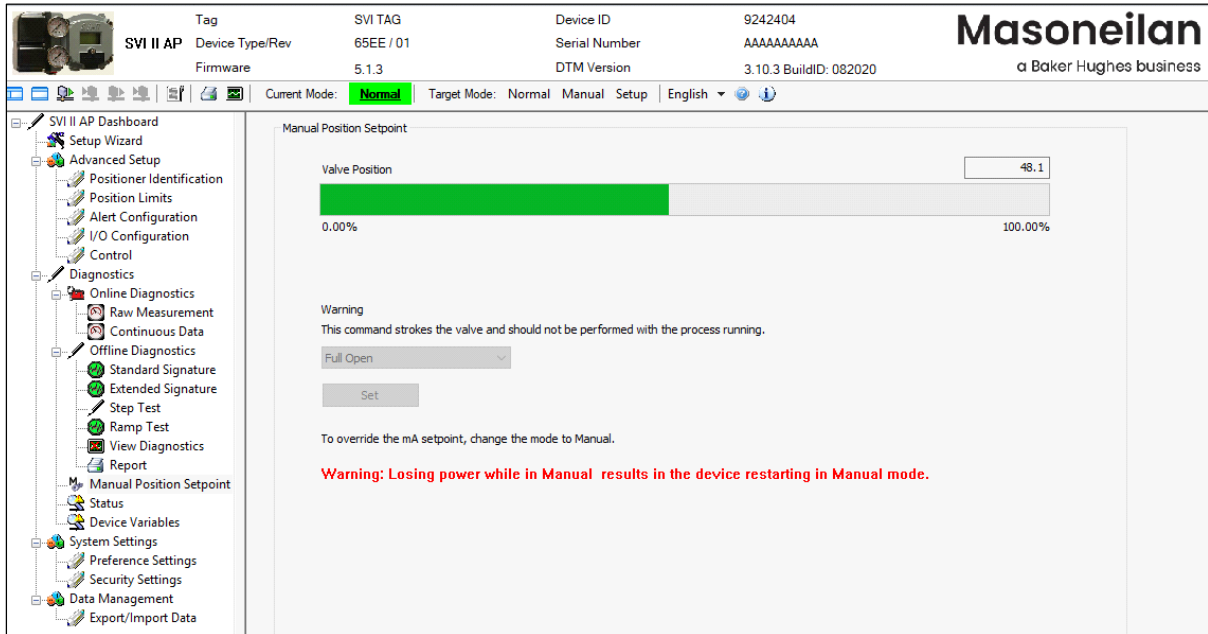 Tag SVI TAG Device ID 9242404
SVI II AP Device Type/Rev 65EE / 01 Serial Number AAAAAAAAAA
Firmware 5.1.3 DTM Version 3.10.3 BuildID: 082020
Masoneilan
a Baker Hughes business
Current Mode: Normal Target Mode: Normal Manual Setup English
SVI II AP Dashboard
Setup Wizard
Advanced Setup
Positioner Identification
Position Limits
Alert Configuration
I/O Configuration
Control
Diagnostics
Online Diagnostics
Raw Measurement
Continuous Data
Offline Diagnostics
Standard Signature
Extended Signature
Step Test
Ramp Test
View Diagnostics
Report
Manual Position Setpoint
Status
Device Variables
System Settings
Preference Settings
Security Settings
Data Management
Export/Import Data
Manual Position Setpoint
Valve Position 48.1
0.00% 100.00%
Warning
This command strokes the valve and should not be performed with the process running.
Full Open
Set
To override the mA setpoint, change the mode to Manual.
Warning: Losing power while in Manual results in the device restarting in Manual mode.